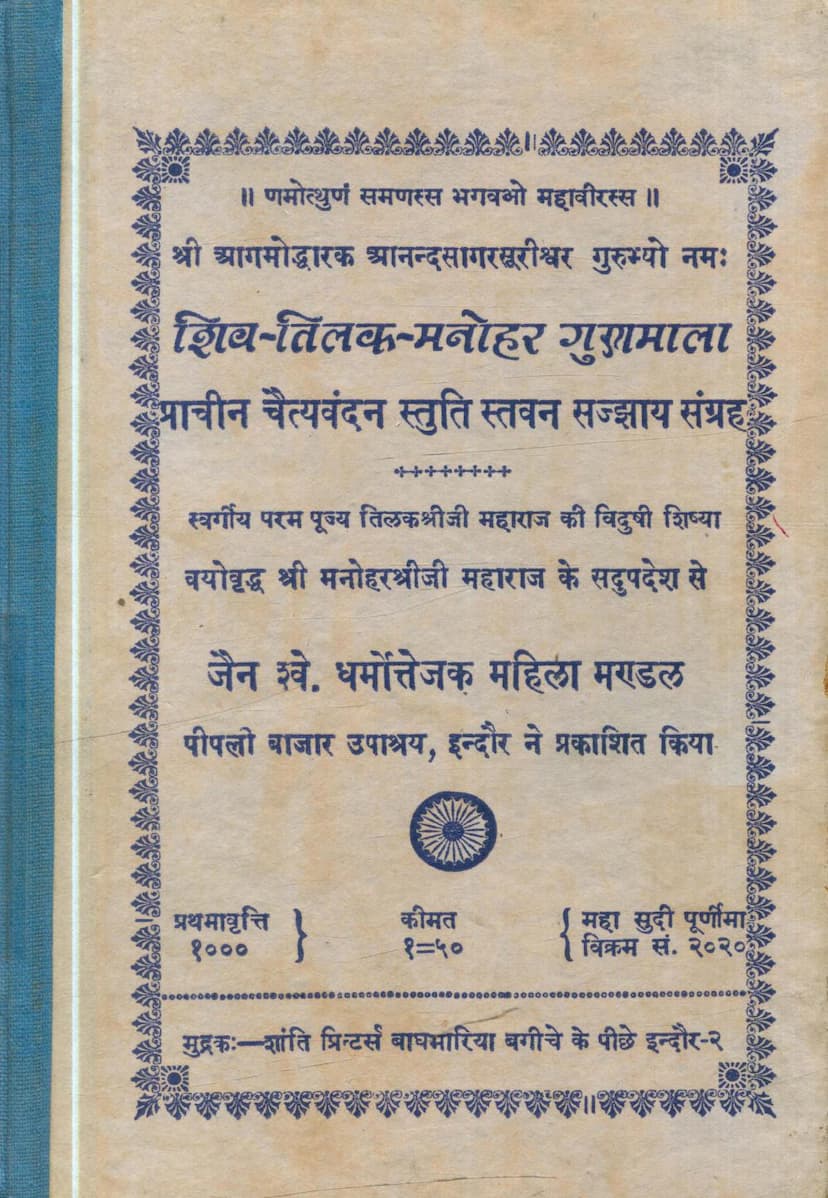 ॥ णमोत्थुणं समणस्स भगवओ महावीरस्स ॥
श्री आगमोद्धारक आनन्दसागरसूरीश्वर गुरुभ्यो नमः
शिव-तिलक-मनोहर गुणमाला
प्राचीन चैत्यवंदन स्तुति स्तवन सज्झाय संग्रह
स्वर्गीय परम पूज्य तिलकश्रीजी महाराज की विदुषी शिष्या
वयोवृद्ध श्री मनोहरश्रीजी महाराज के सदुपदेश से
जैन श्वे. धर्मोत्तेजक महिला मण्डल
पीपली बाजार उपाश्रय, इन्दौर ने प्रकाशित किया
प्रथमावृत्ति } कीमत { महा सुदी पूर्णीमा
१००० १=५० विक्रम सं. २०२०
मुद्रकः—शांति प्रिन्टर्स बाघमारिया बगीचे के पीछे इन्दौर-२